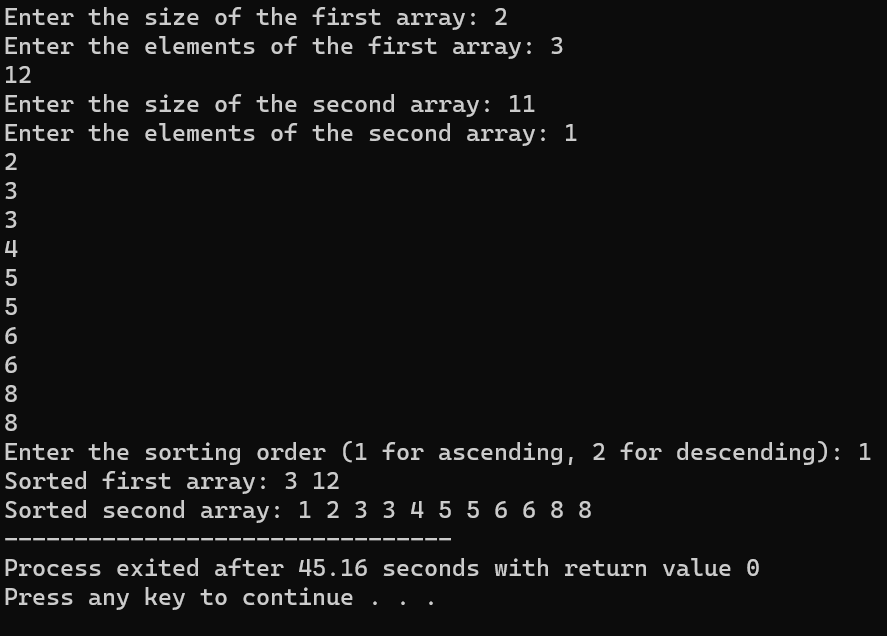 Enter the size of the first array: 2
Enter the elements of the first array: 3
12
Enter the size of the second array: 11
Enter the elements of the second array: 1
2
3
3
4
5
5
6
6
8
8
Enter the sorting order (1 for ascending, 2 for descending): 1
Sorted first array: 3 12
Sorted second array: 1 2 3 3 4 5 5 6 6 8 8
--------------------------------
Process exited after 45.16 seconds with return value 0
Press any key to continue . . .